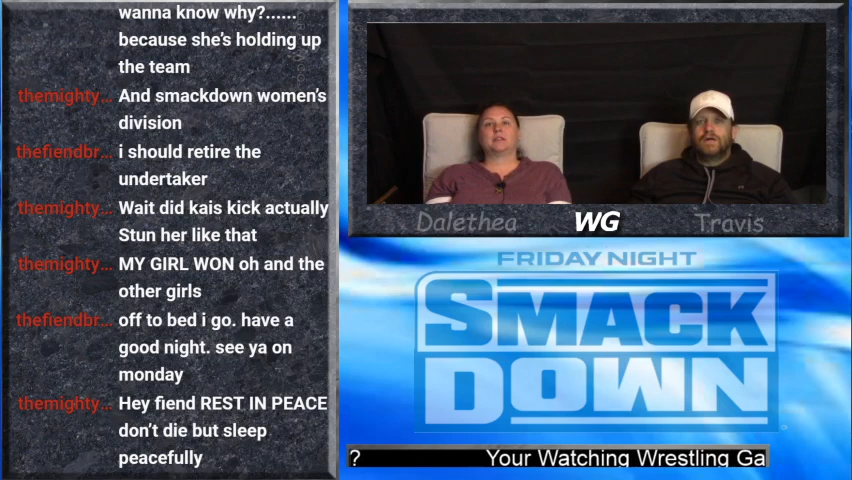 wanna know why?......
because she's holding up
the team
themighty... And smackdown women's
division
thefiendbr... i should retire the
undertaker
themighty... Wait did kais kick actually
Stun her like that
themighty... MY GIRL WON oh and the
other girls
thefiendbr... off to bed i go. have a
good night. see ya on
monday
themighty... Hey fiend REST IN PEACE
don't die but sleep
peacefully
Dalethea WG Travis
FRIDAY NIGHT
SMACK
DOWN
? Your Watching Wrestling Ga